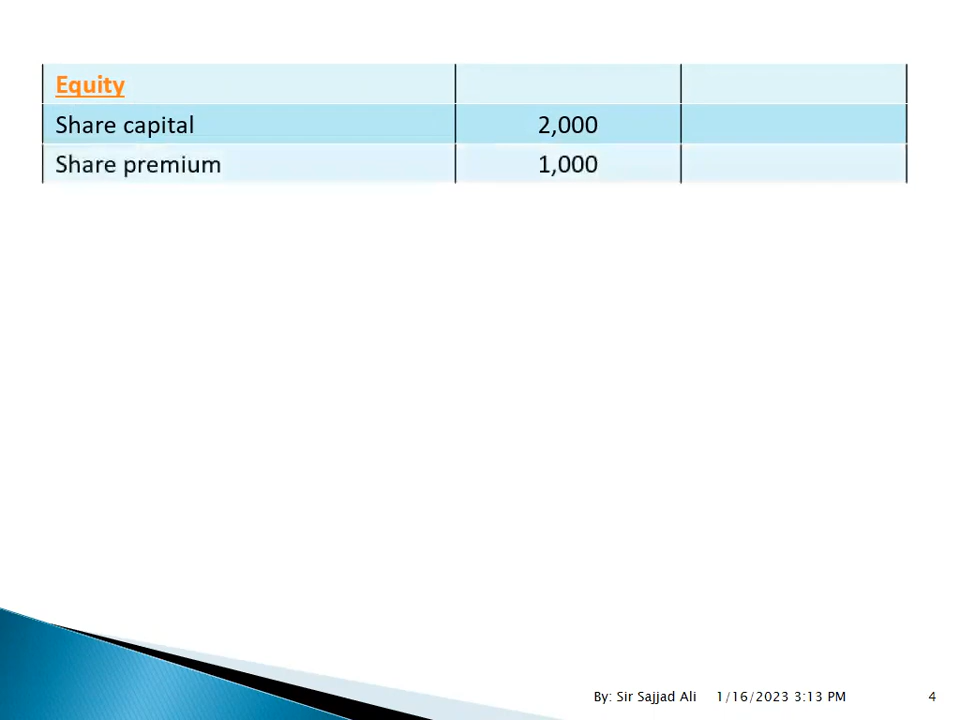 Equity
Share capital 2,000
Share premium 1,000
By: Sir Sajjad Ali 1/16/2023 3:13 PM 4